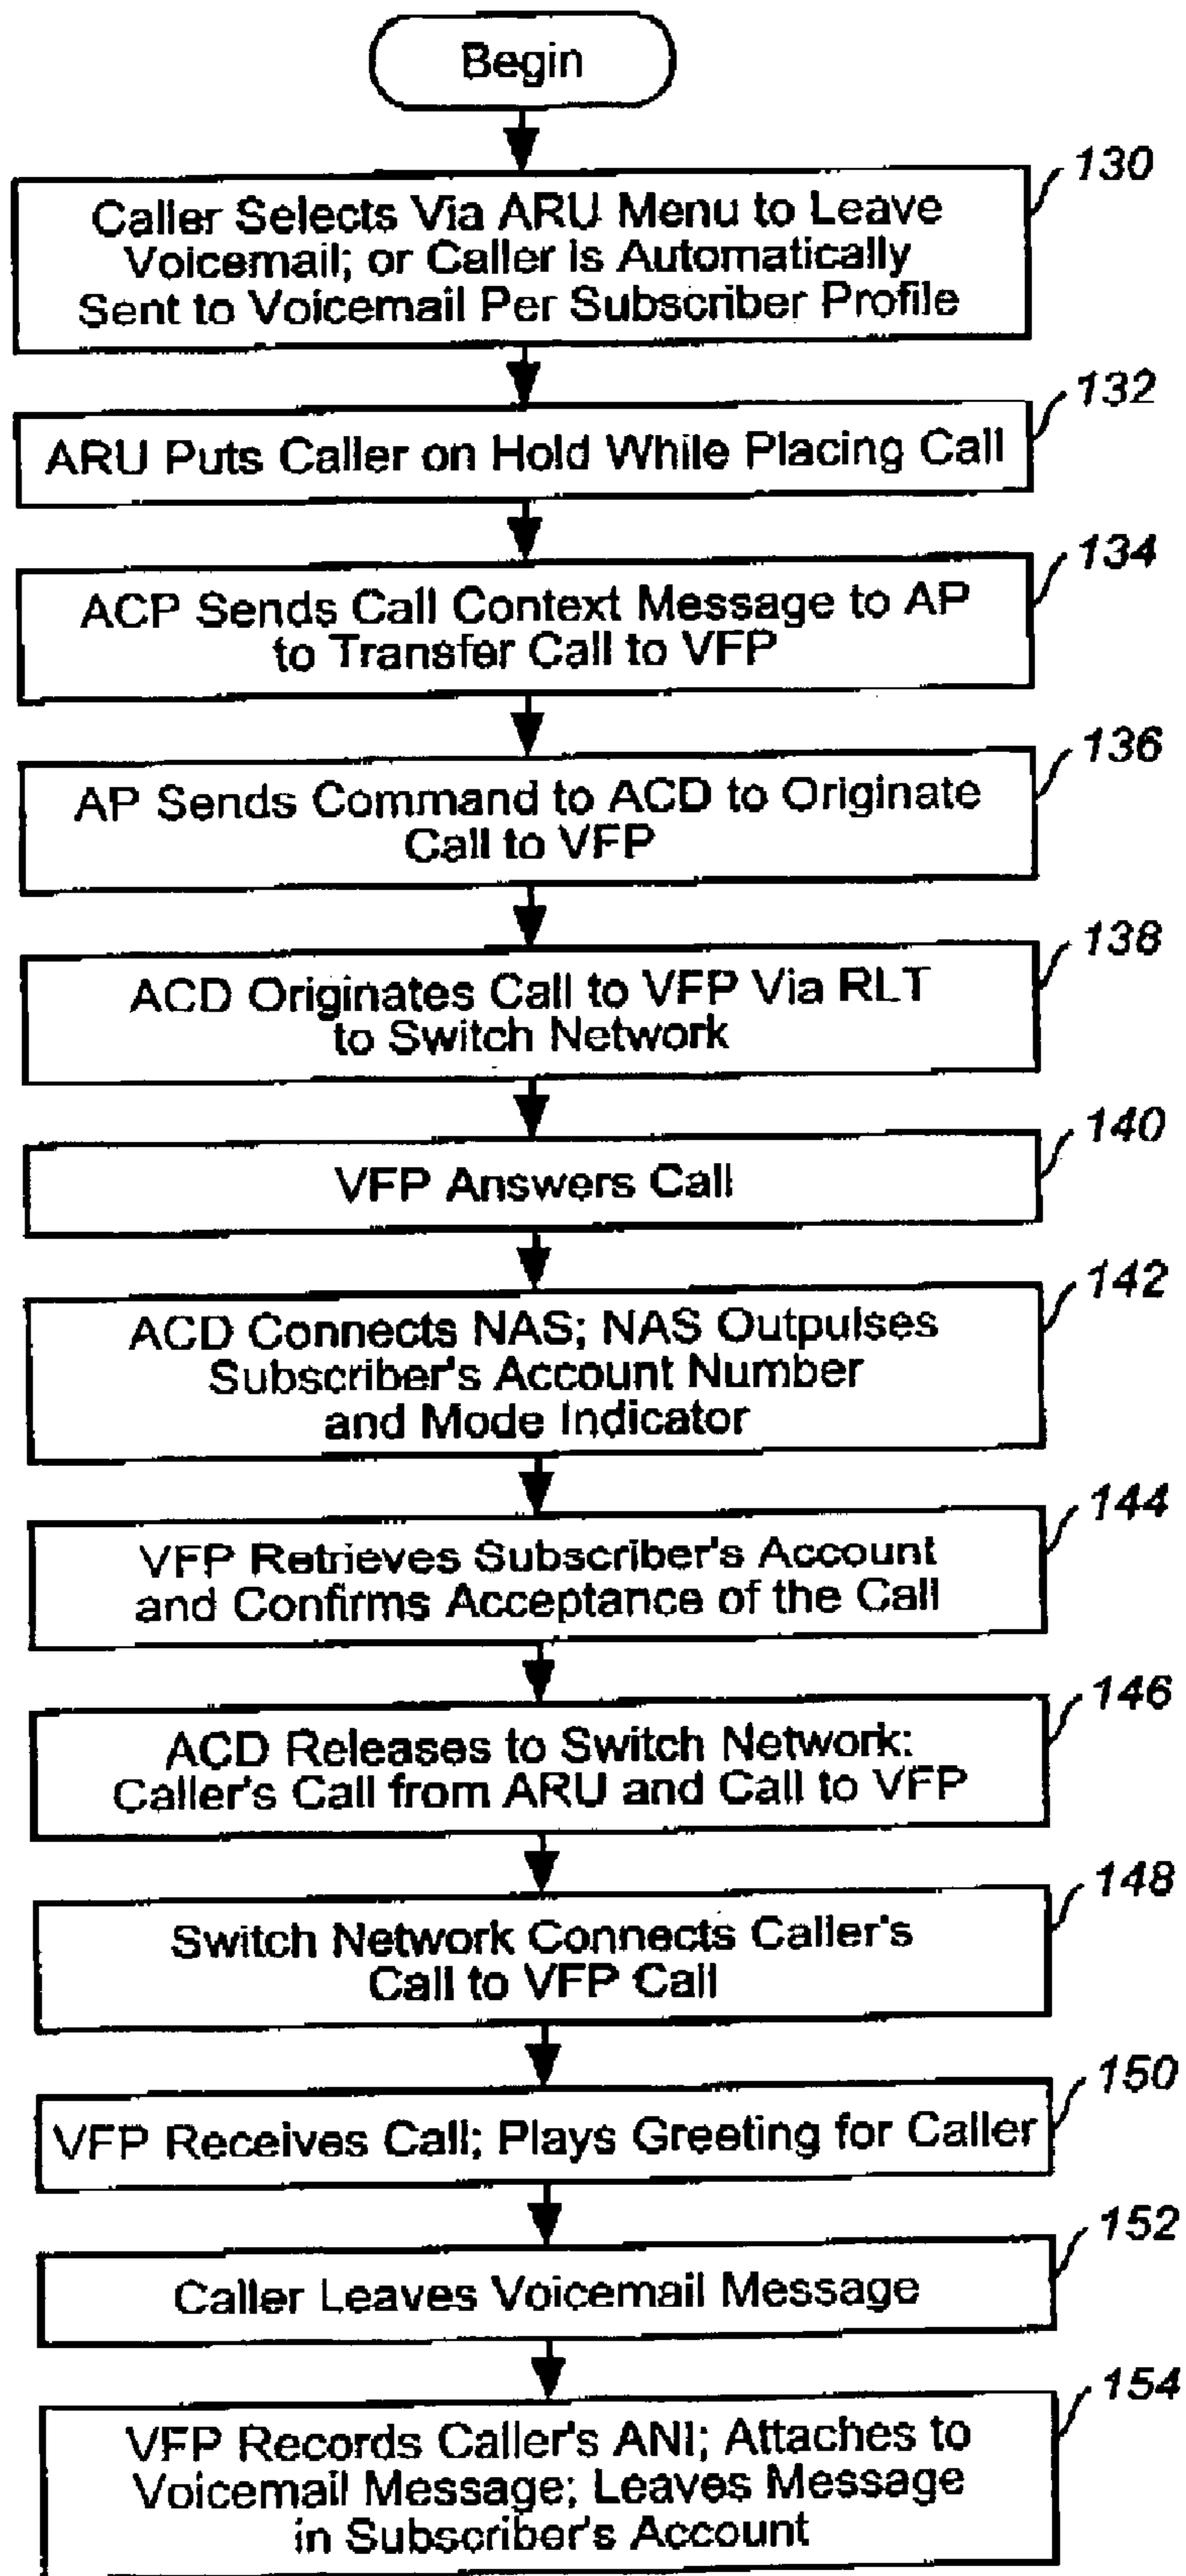 Begin
130
Caller Selects Via ARU Menu to Leave
Voicemail; or Caller is Automatically
Sent to Voicemail Per Subscriber Profile
132
ARU Puts Caller on Hold While Placing Call
134
ACP Sends Call Context Message to AP
to Transfer Call to VFP
136
AP Sends Command to ACD to Originate
Call to VFP
138
ACD Originates Call to VFP Via RLT
to Switch Network
140
VFP Answers Call
142
ACD Connects NAS; NAS Outpulses
Subscriber's Account Number
and Mode Indicator
144
VFP Retrieves Subscriber's Account
and Confirms Acceptance of the Call
146
ACD Releases to Switch Network:
Caller's Call from ARU and Call to VFP
148
Switch Network Connects Caller's
Call to VFP Call
150
VFP Receives Call; Plays Greeting for Caller
152
Caller Leaves Voicemail Message
154
VFP Records Caller's ANI; Attaches to
Voicemail Message; Leaves Message
in Subscriber's Account